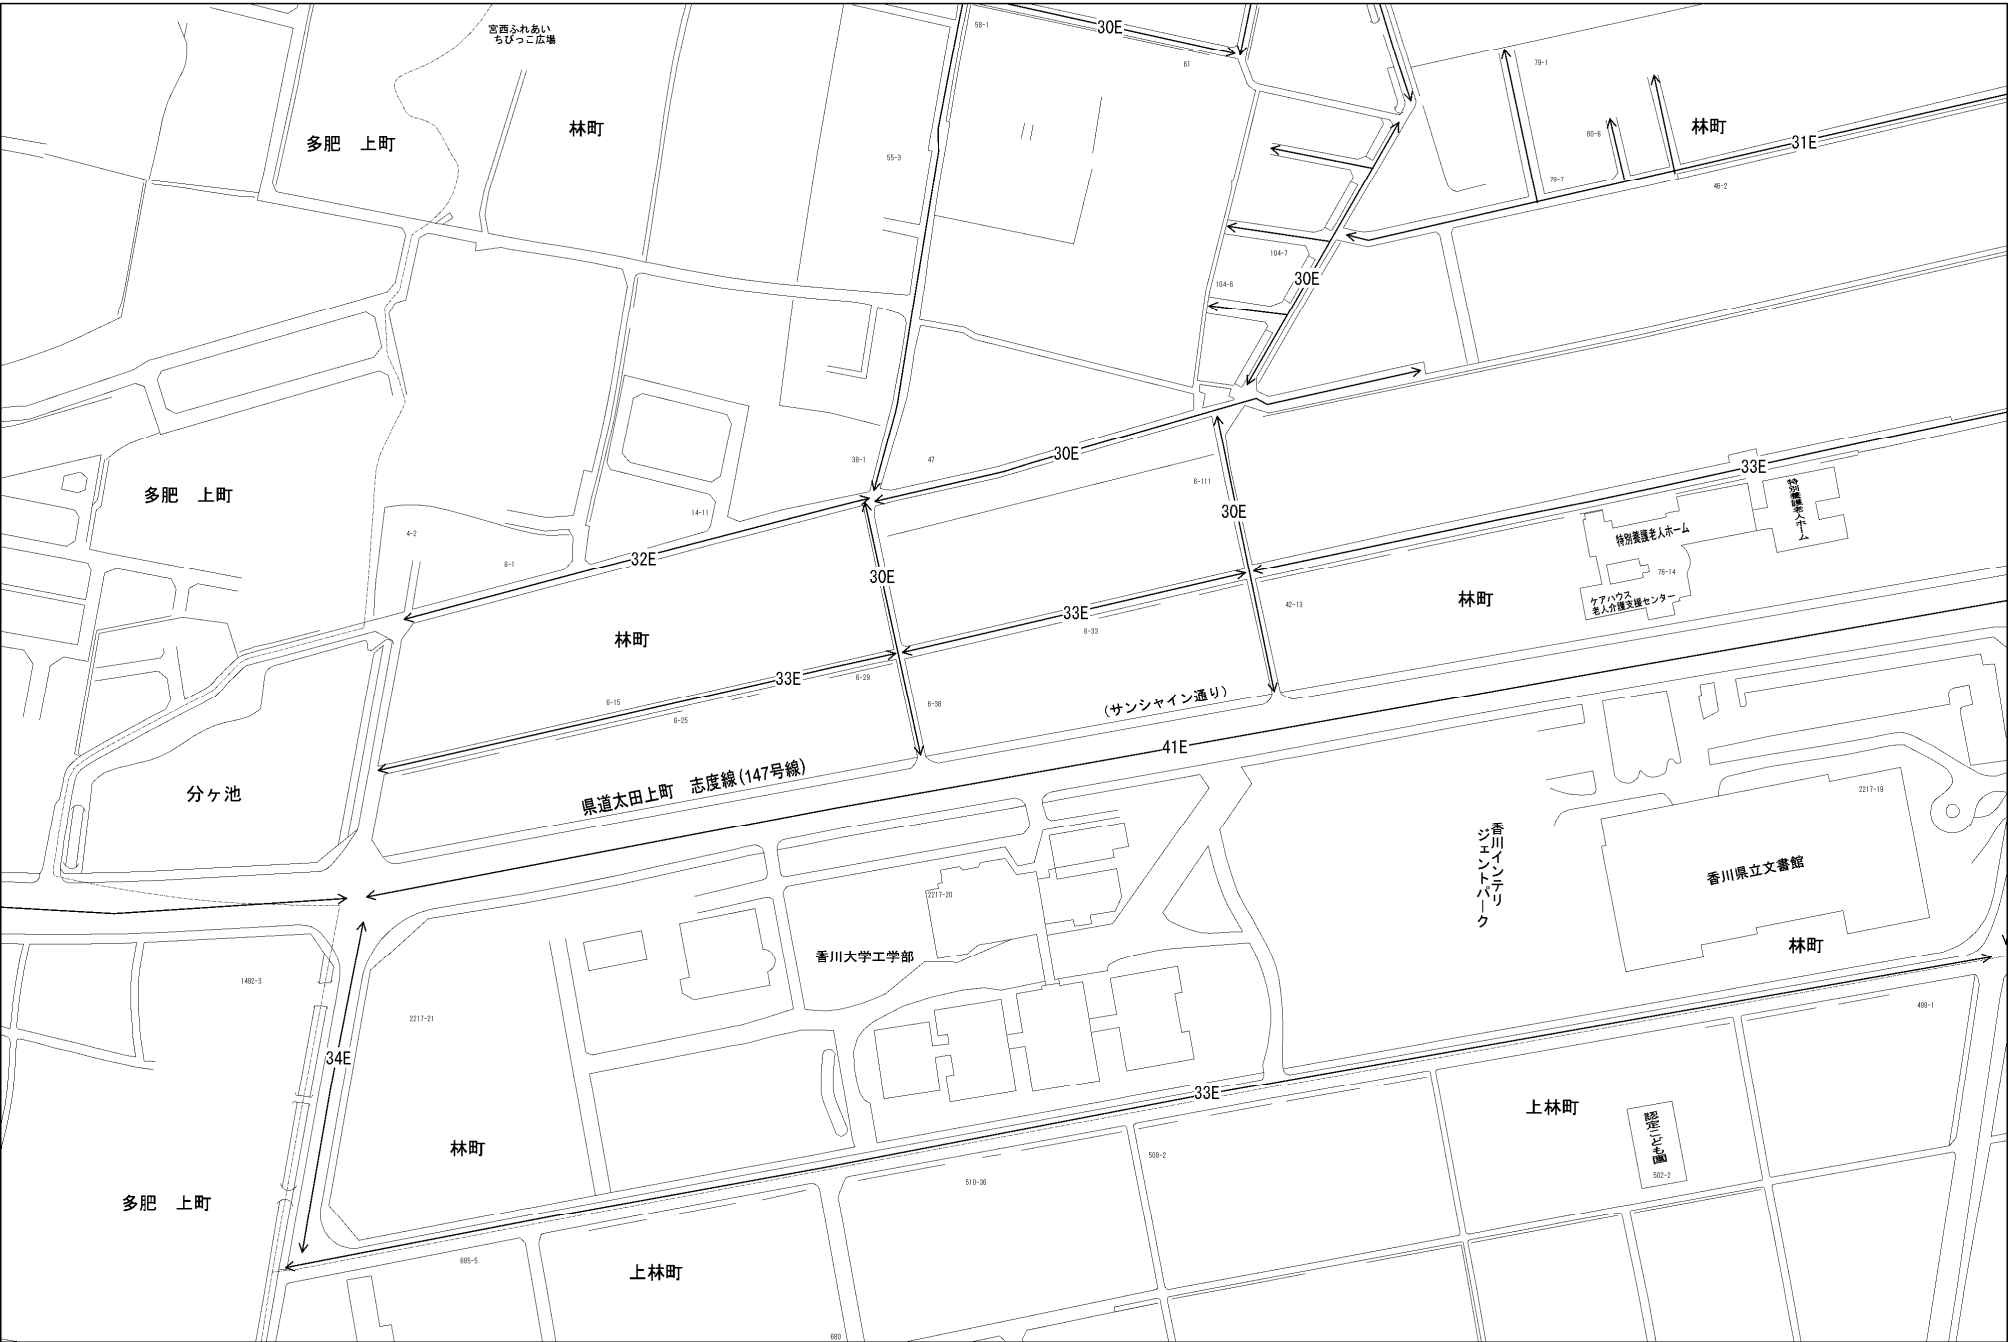 宮西ふれあい
ちびっこ広場
58-1
30E
61
79-1
林町
多肥　上町
林町
80-6
31E
55-3
79-7
46-2
104-7
30E
104-6
38-1
47
30E
33E
特別養護老人ホーム
多肥　上町
6-111
14-11
30E
4-2
特別養護老人ホーム
8-1
32E
30E
76-14
ケアハウス
老人介護支援センター
林町
42-13
33E
6-33
林町
33E
6-29
6-15
6-25
6-38
(サンシャイン通り)
41E
県道太田上町　志度線(147号線)
分ヶ池
2217-19
香川インテリ
ジェントパーク
香川県立文書館
2217-20
香川大学工学部
林町
1492-3
2217-21
499-1
34E
33E
上林町
認定こども園
502-2
林町
508-2
510-36
多肥　上町
685-5
上林町
680